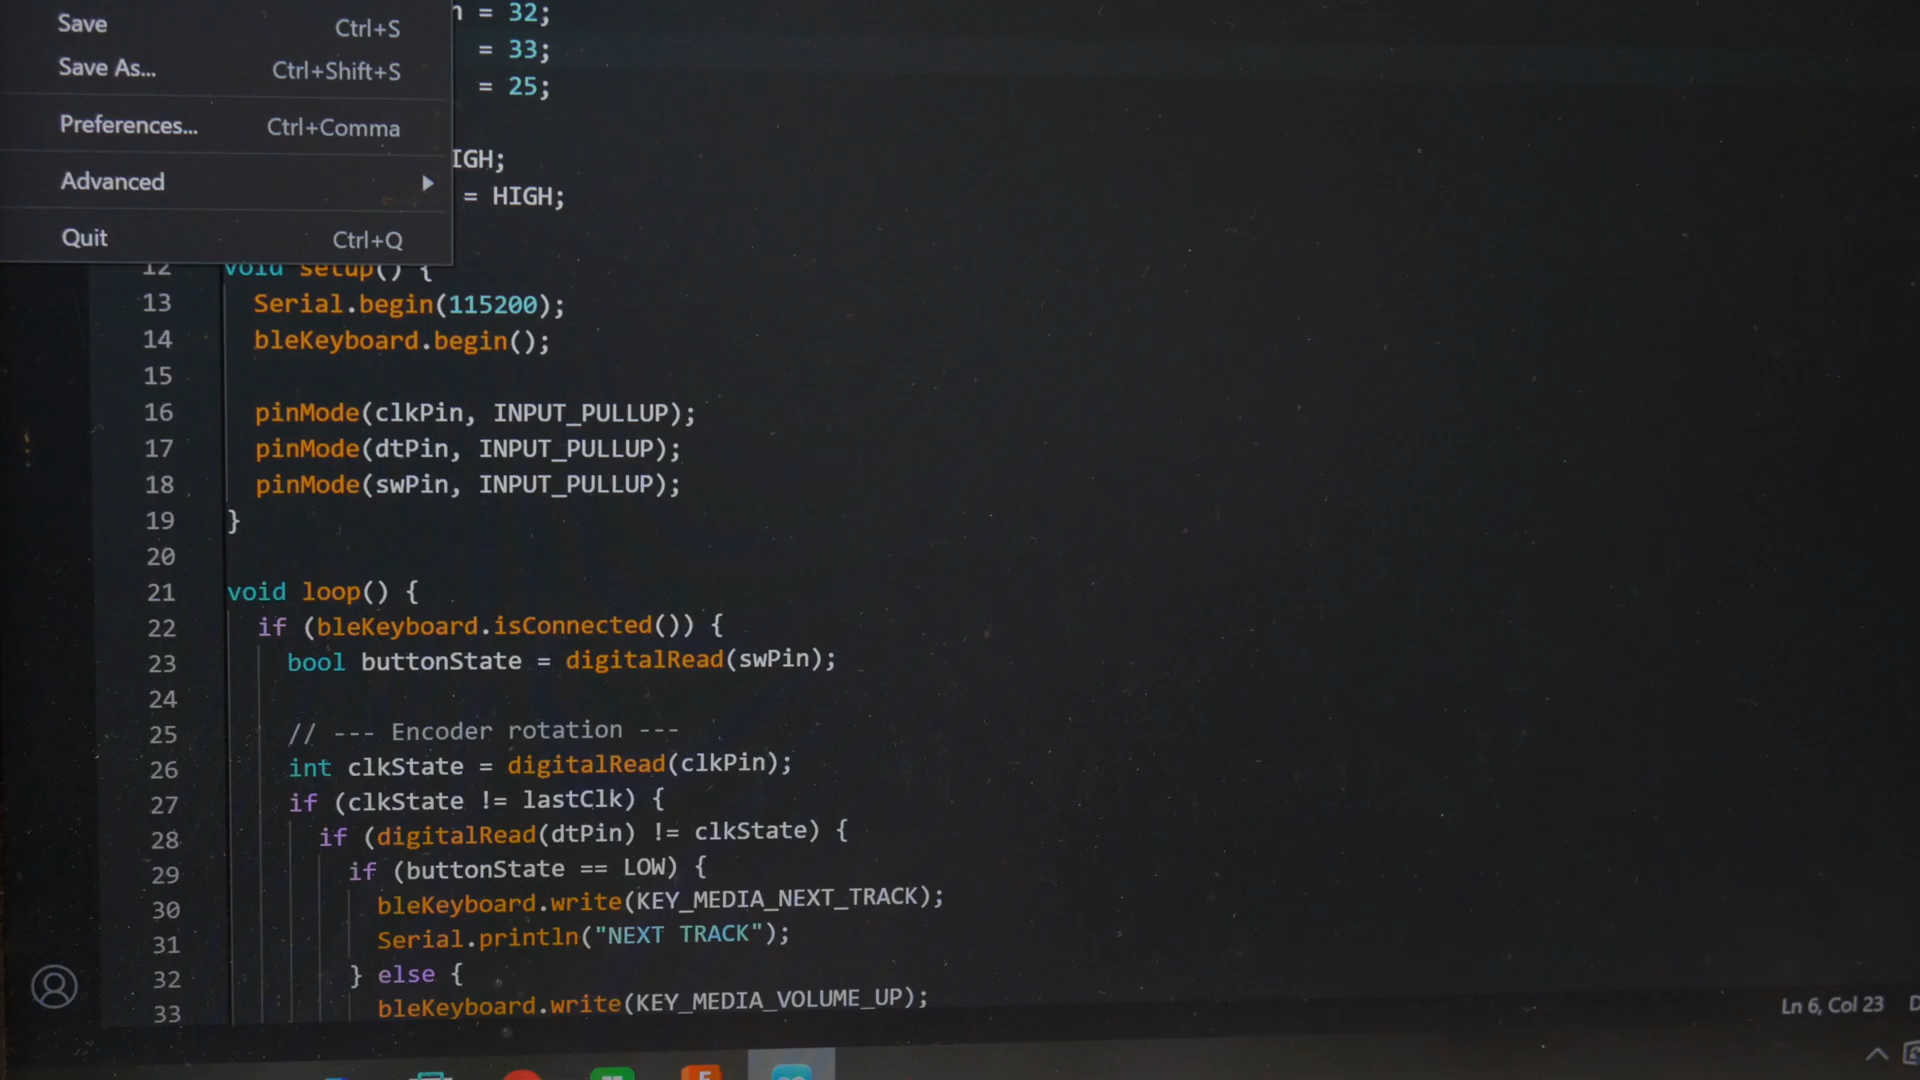 Save Ctrl+S
Save As... Ctrl+Shift+S
Preferences... Ctrl+Comma
Advanced
Quit Ctrl+Q
= 32;
= 33;
= 25;
IGH;
= HIGH;
12 void setup() {
13 Serial.begin(115200);
14 bleKeyboard.begin();
15
16 pinMode(clkPin, INPUT_PULLUP);
17 pinMode(dtPin, INPUT_PULLUP);
18 pinMode(swPin, INPUT_PULLUP);
19 }
20
21 void loop() {
22 if (bleKeyboard.isConnected()) {
23 bool buttonState = digitalRead(swPin);
24
25 // --- Encoder rotation ---
26 int clkState = digitalRead(clkPin);
27 if (clkState != lastClk) {
28 if (digitalRead(dtPin) != clkState) {
29 if (buttonState == LOW) {
30 bleKeyboard.write(KEY_MEDIA_NEXT_TRACK);
31 Serial.println("NEXT TRACK");
32 } else {
33 bleKeyboard.write(KEY_MEDIA_VOLUME_UP);
Ln 6, Col 23